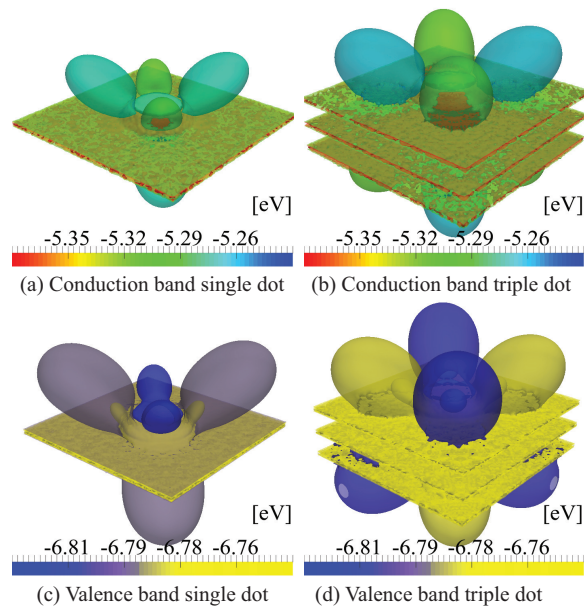 [eV] [eV]
-5.35 -5.32 -5.29 -5.26 -5.35 -5.32 -5.29 -5.26
(a) Conduction band single dot (b) Conduction band triple dot
[eV] [eV]
-6.81 -6.79 -6.78 -6.76 -6.81 -6.79 -6.78 -6.76
(c) Valence band single dot (d) Valence band triple dot